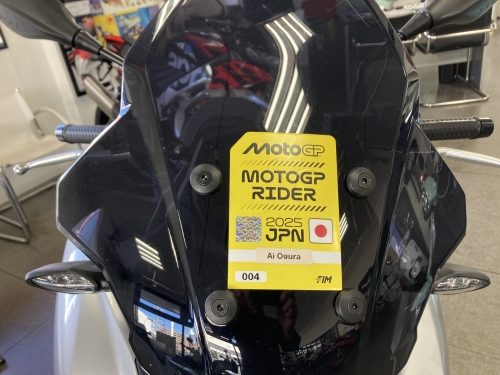 MotoGP
MOTOGP
RIDER
2025
JPN
Ai Ogura
004
FIM